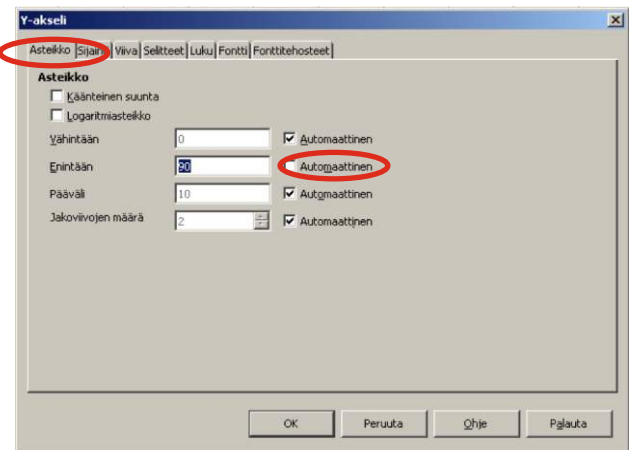 Y-akseli
Asteikko Sijainti Viiva Selitteet Luku Fontti Fonttitehosteet
Asteikko
Käänteinen suunta
Logaritmiasteikko
Vähintään 0 Automaattinen
Enintään 90 Automaattinen
Pääväli 10 Automaattinen
Jakoviivojen määrä 2 Automaattinen
OK Peruuta Ohje Palauta